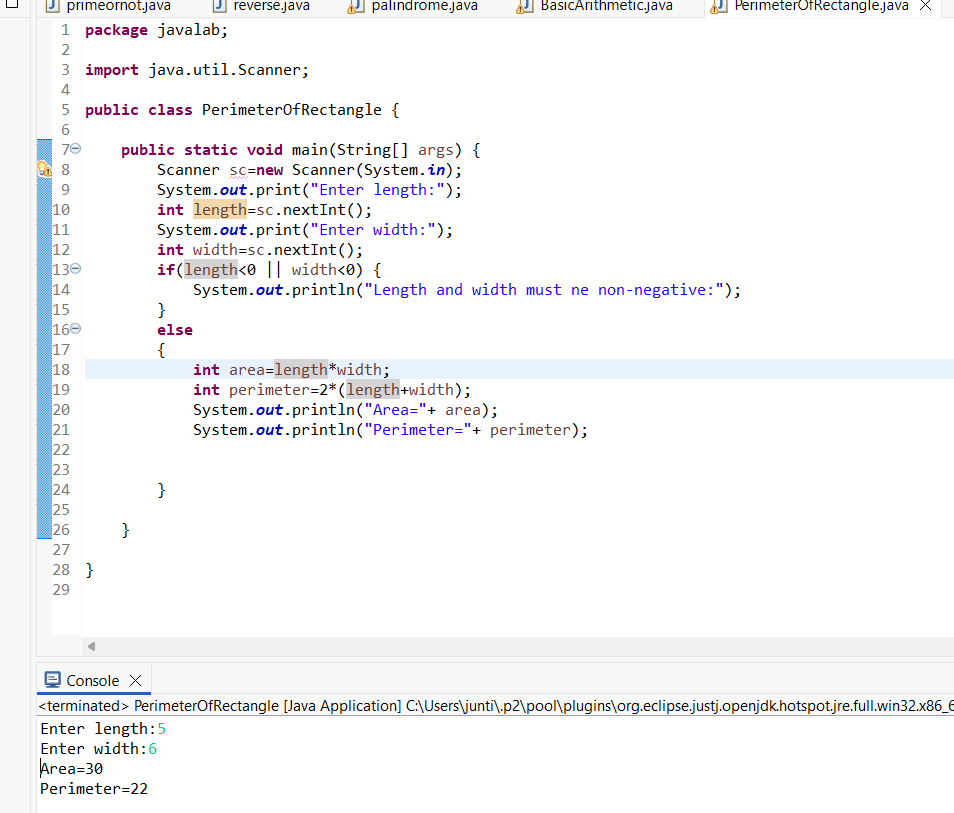 primeornot.java reverse.java palindrome.java BasicArithmetic.java PerimeterOfRectangle.java
1 package javalab;
2
3 import java.util.Scanner;
4
5 public class PerimeterOfRectangle {
6
7 public static void main(String[] args) {
8 Scanner sc=new Scanner(System.in);
9 System.out.print("Enter length:");
10 int length=sc.nextInt();
11 System.out.print("Enter width:");
12 int width=sc.nextInt();
13 if(length<0 || width<0) {
14 System.out.println("Length and width must ne non-negative:");
15 }
16 else
17 {
18 int area=length*width;
19 int perimeter=2*(length+width);
20 System.out.println("Area="+ area);
21 System.out.println("Perimeter="+ perimeter);
22
23
24 }
25
26 }
27
28 }
29
Console
<terminated> PerimeterOfRectangle [Java Application] C:\Users\junti\.p2\pool\plugins\org.eclipse.justj.openjdk.hotspot.jre.full.win32.x86_6
Enter length:5
Enter width:6
Area=30
Perimeter=22